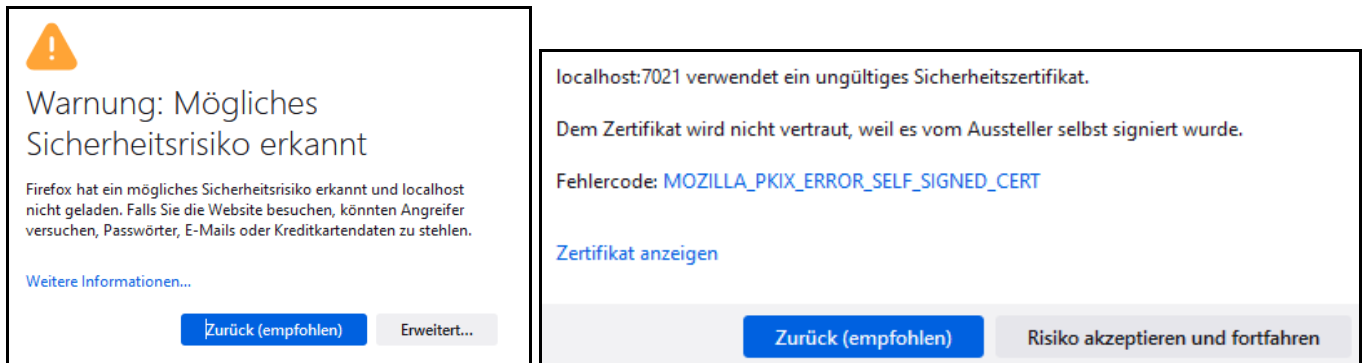 Warnung: Mögliches
Sicherheitsrisiko erkannt
Firefox hat ein mögliches Sicherheitsrisiko erkannt und localhost
nicht geladen. Falls Sie die Website besuchen, könnten Angreifer
versuchen, Passwörter, E-Mails oder Kreditkartendaten zu stehlen.
Weitere Informationen...
Zurück (empfohlen)
Erweitert...
localhost:7021 verwendet ein ungültiges Sicherheitszertifikat.
Dem Zertifikat wird nicht vertraut, weil es vom Aussteller selbst signiert wurde.
Fehlercode: MOZILLA_PKIX_ERROR_SELF_SIGNED_CERT
Zertifikat anzeigen
Zurück (empfohlen)
Risiko akzeptieren und fortfahren